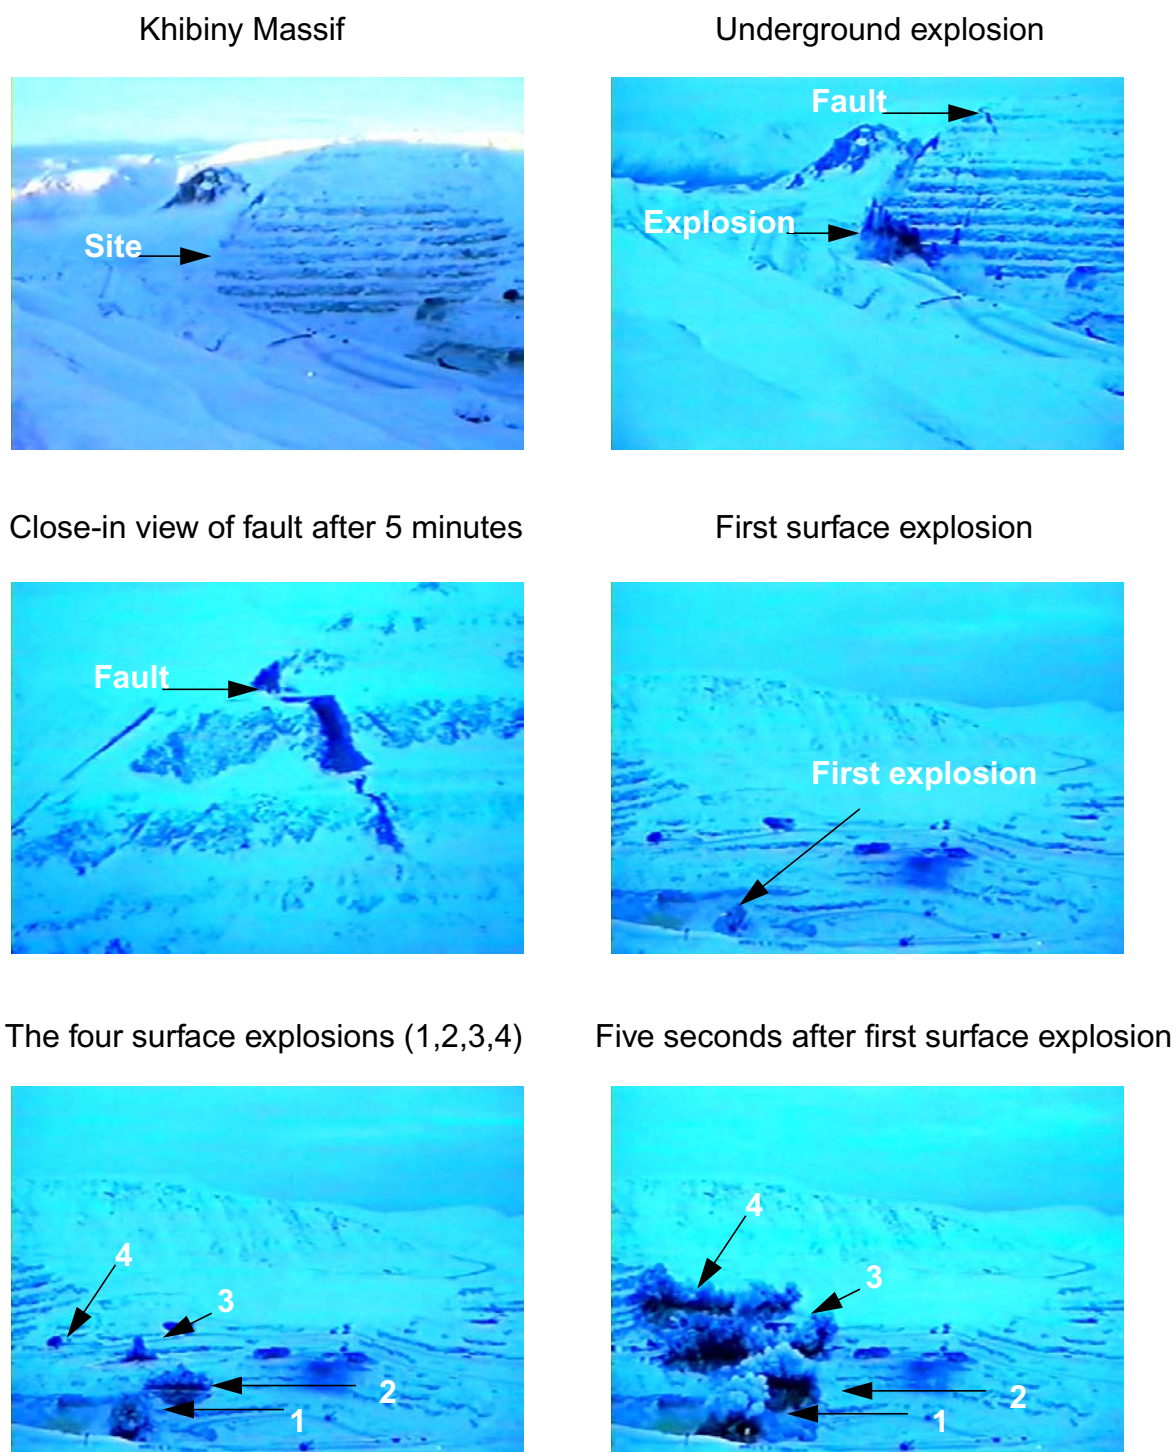 Khibiny Massif
Underground explosion
Site
Fault
Explosion
Close-in view of fault after 5 minutes
First surface explosion
Fault
First explosion
The four surface explosions (1,2,3,4)
Five seconds after first surface explosion
4
3
2
1
4
3
2
1